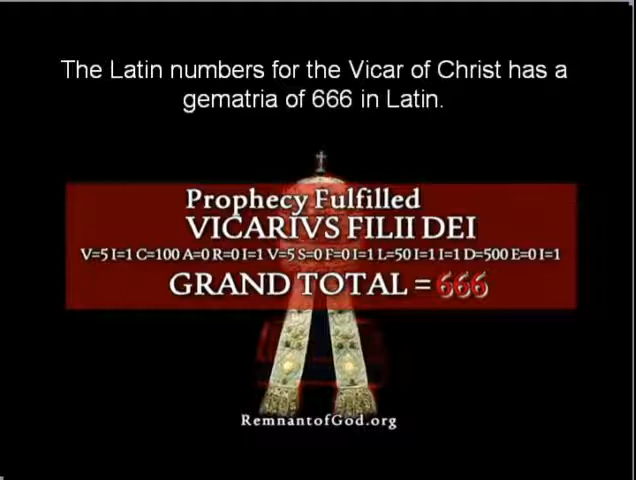 The Latin numbers for the Vicar of Christ has a
gematria of 666 in Latin.
Prophecy Fulfilled
VICARIVS FILII DEI
V=5 I=1 C=100 A=0 R=0 I=1 V=5 S=0 F=0 I=1 L=50 I=1 I=1 D=500 E=0 I=1
GRAND TOTAL = 666
RemnantofGod.org